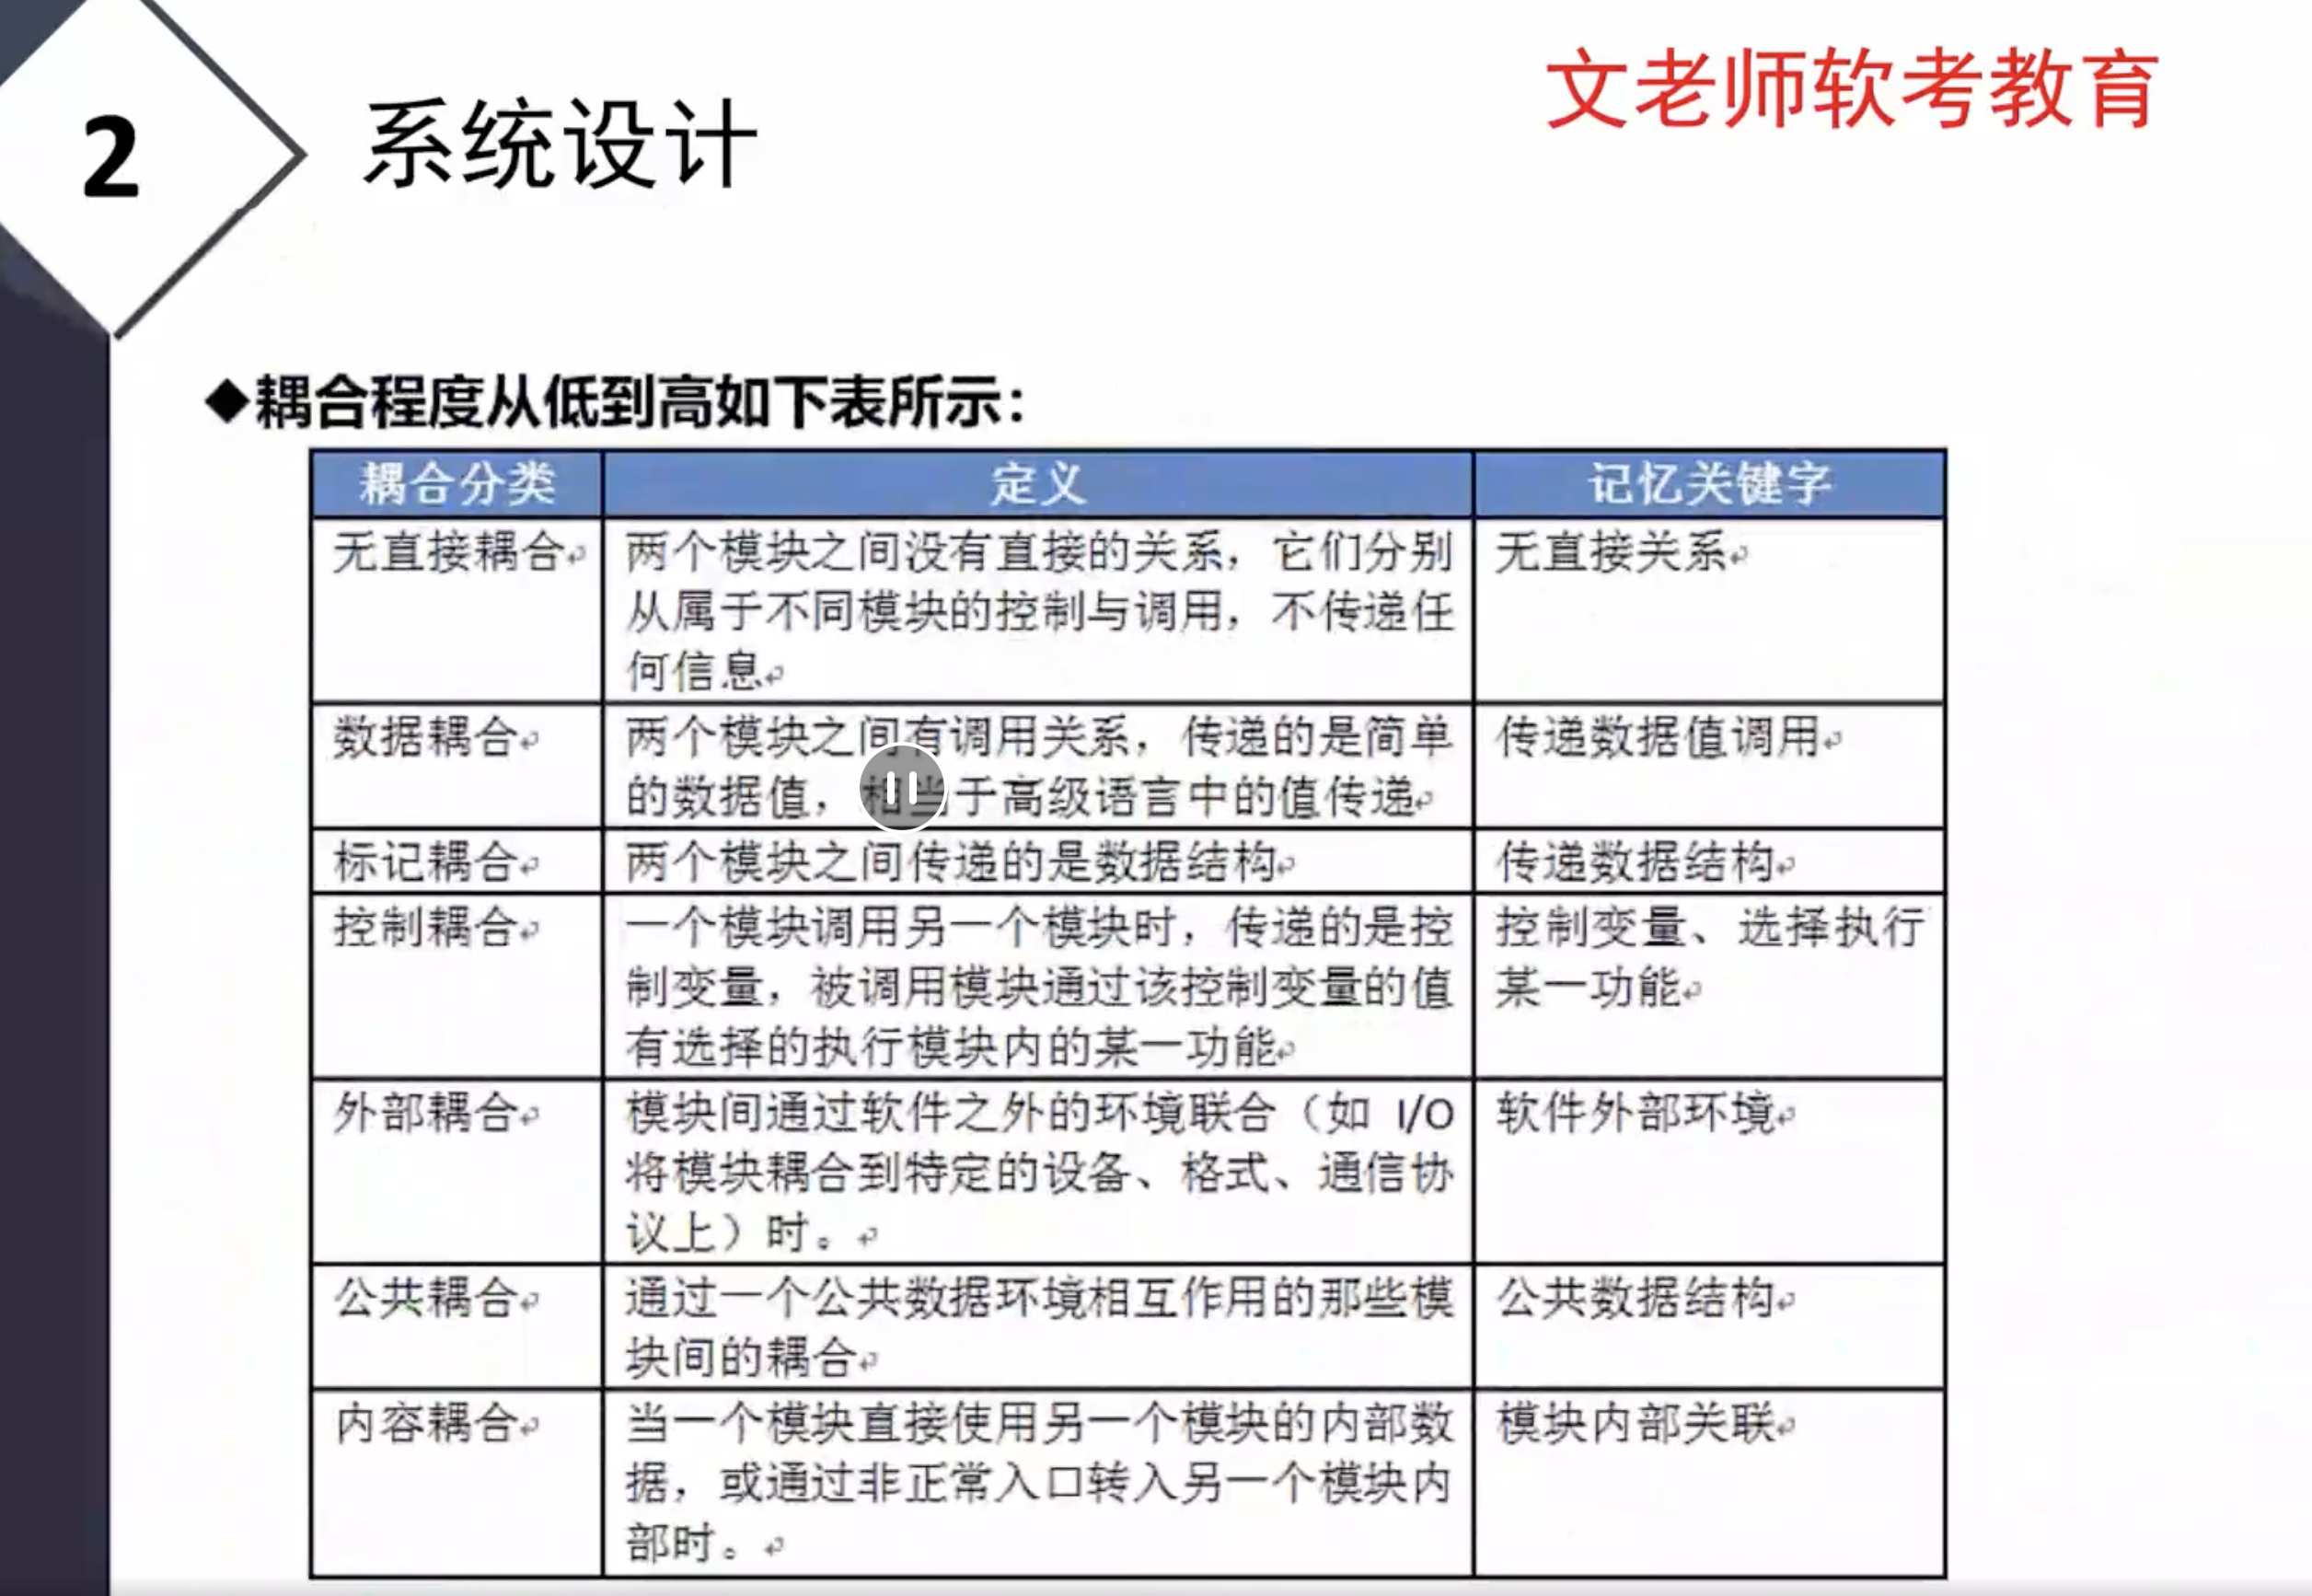 文老师软考教育
2
系统设计
◆耦合程度从低到高如下表所示：
耦合分类 定义 记忆关键字
无直接耦合 两个模块之间没有直接的关系，它们分别 无直接关系
从属于不同模块的控制与调用，不传递任
何信息
数据耦合 两个模块之间有调用关系，传递的是简单 传递数据值调用
的数据值，相当于高级语言中的值传递
标记耦合 两个模块之间传递的是数据结构 传递数据结构
控制耦合 一个模块调用另一个模块时，传递的是控 控制变量、选择执行
制变量，被调用模块通过该控制变量的值 某一功能
有选择的执行模块内的某一功能
外部耦合 模块间通过软件之外的环境联合（如 I/O 软件外部环境
将模块耦合到特定的设备、格式、通信协
议上）时。
公共耦合 通过一个公共数据环境相互作用的那些模 公共数据结构
块间的耦合
内容耦合 当一个模块直接使用另一个模块的内部数 模块内部关联
据，或通过非正常入口转入另一个模块内
部时。